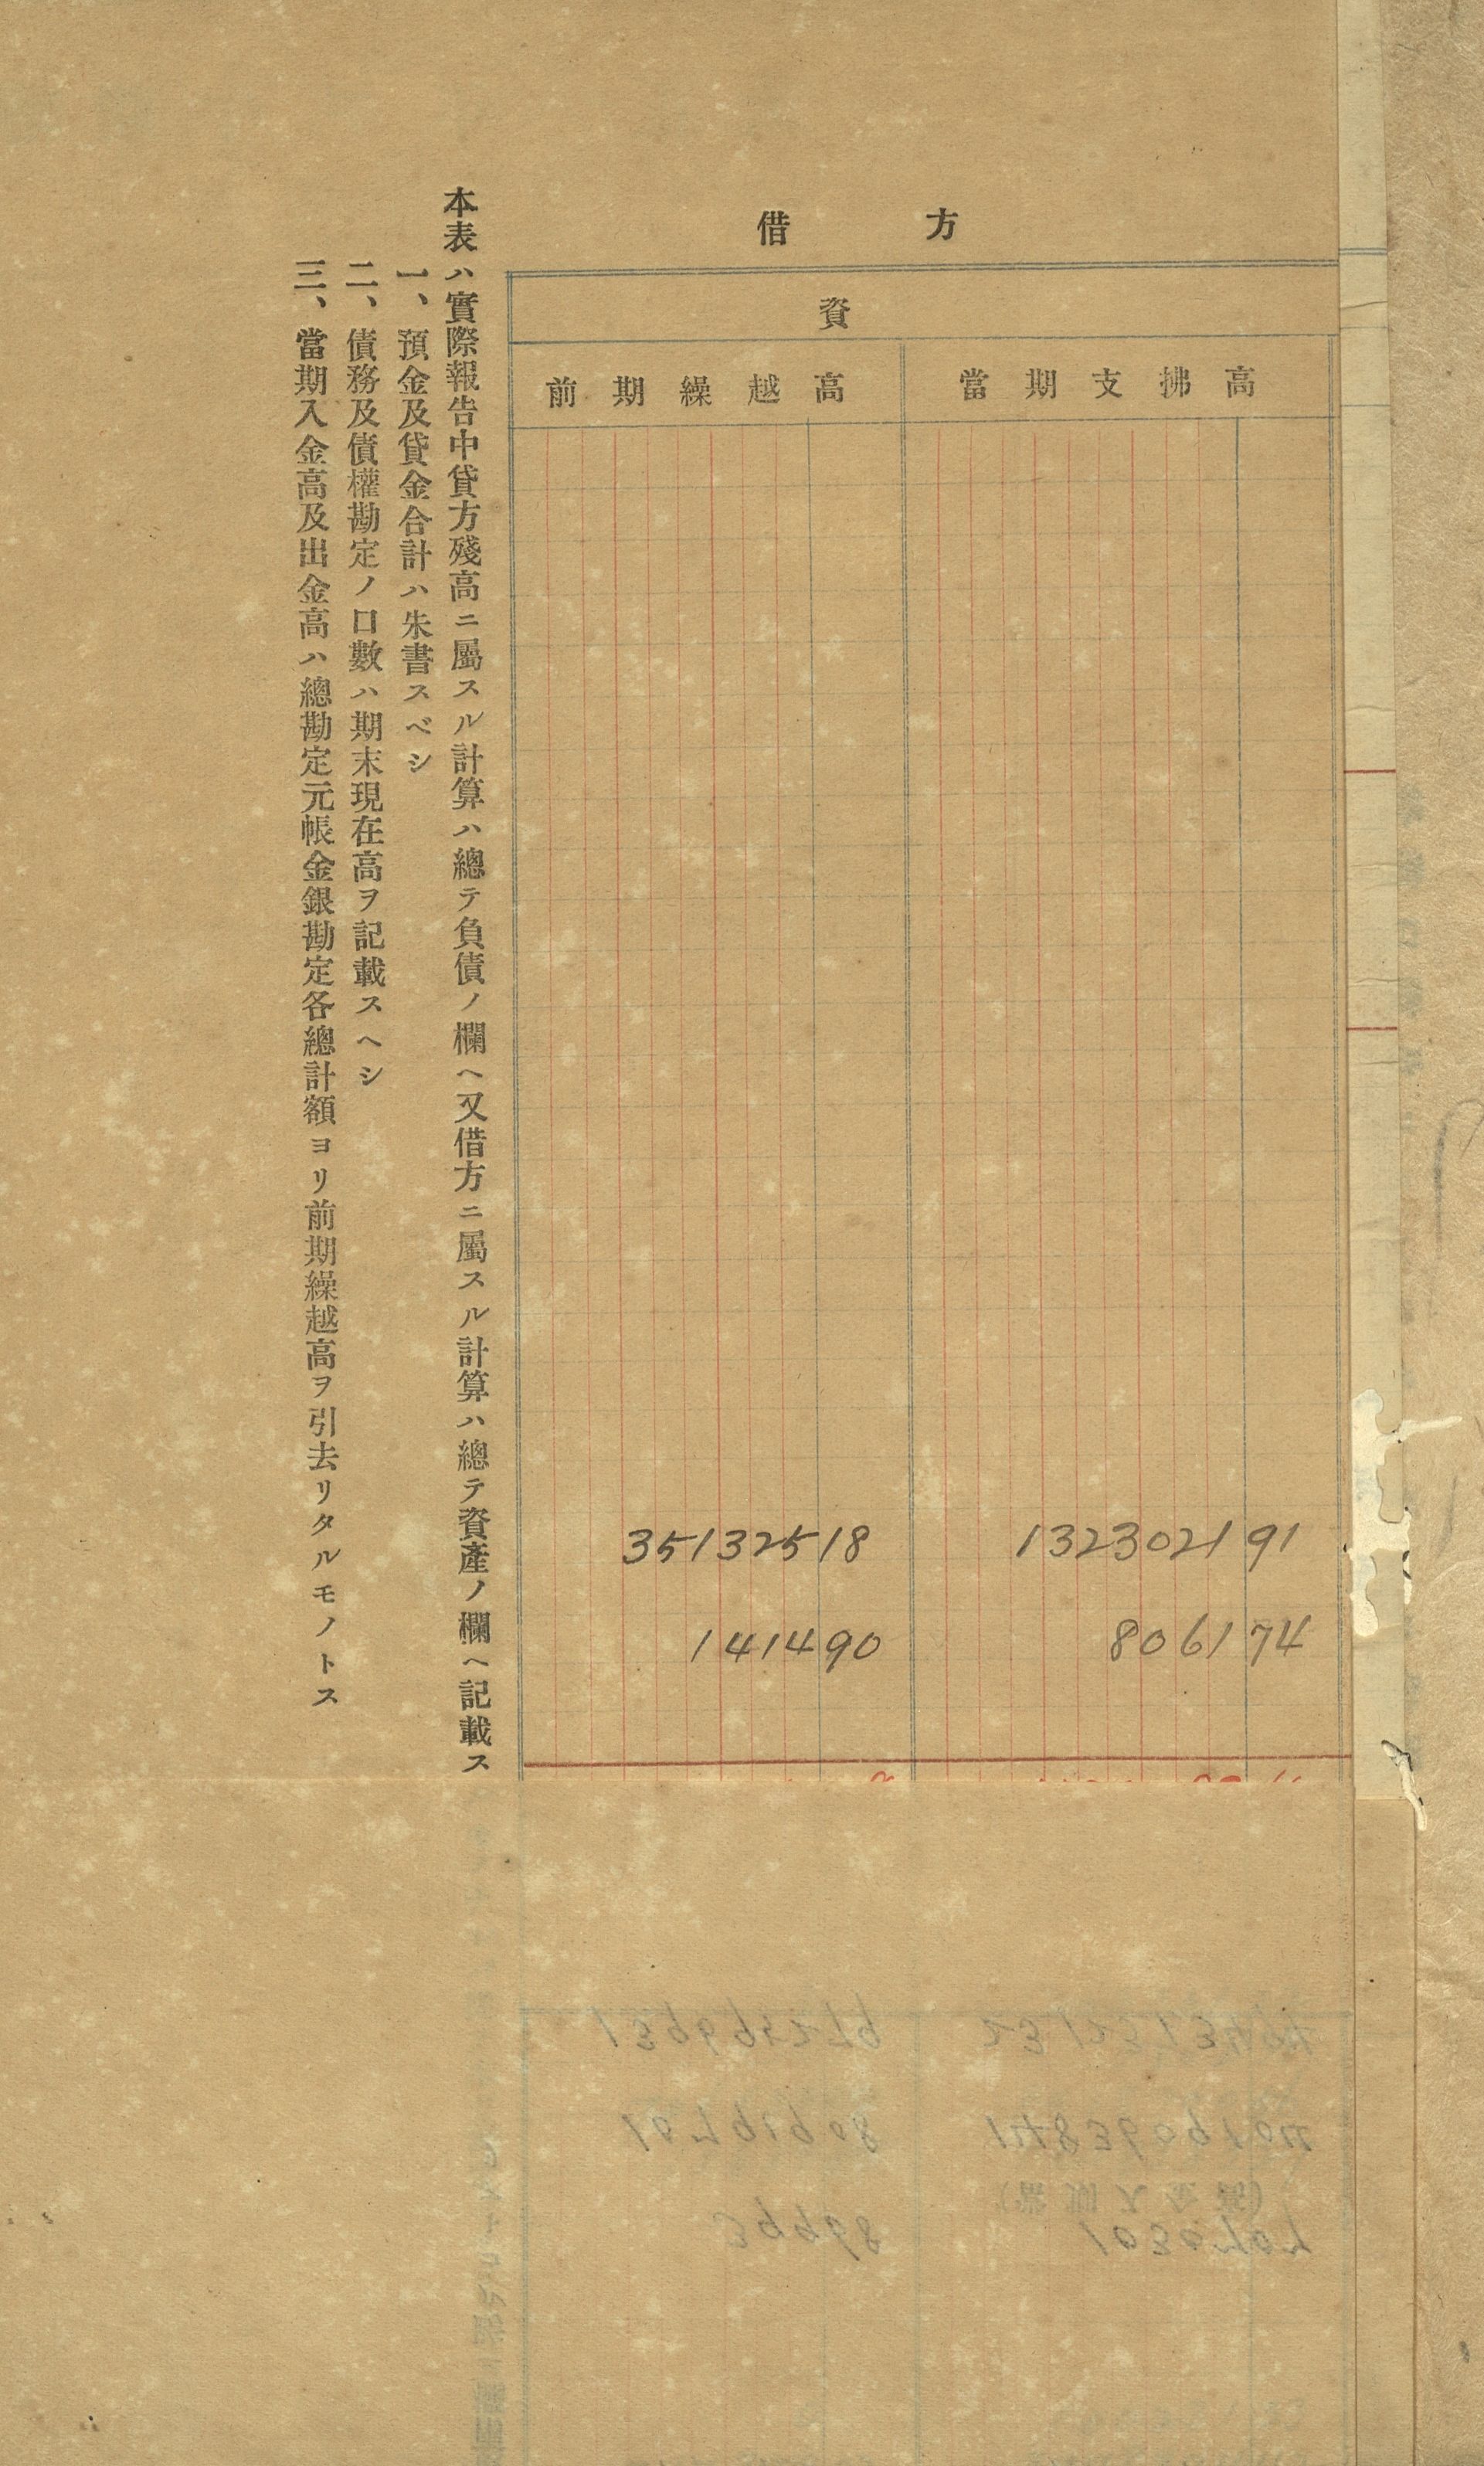 借方
資
前期繰越高 當期支拂高
35132518 132302191
141490 806174
本表ハ實際報告中貸方殘高ニ屬スル計算ハ總テ負債ノ欄ヘ又借方ニ屬スル計算ハ總テ資產ノ欄ヘ記載ス
一、預金及貸金合計ハ朱書スベシ
二、債務及債權勘定ノ口數ハ期末現在高ヲ記載スヘシ
三、當期入金高及出金高ハ總勘定元帳金銀勘定各總計額ヨリ前期繰越高ヲ引去リタルモノトス